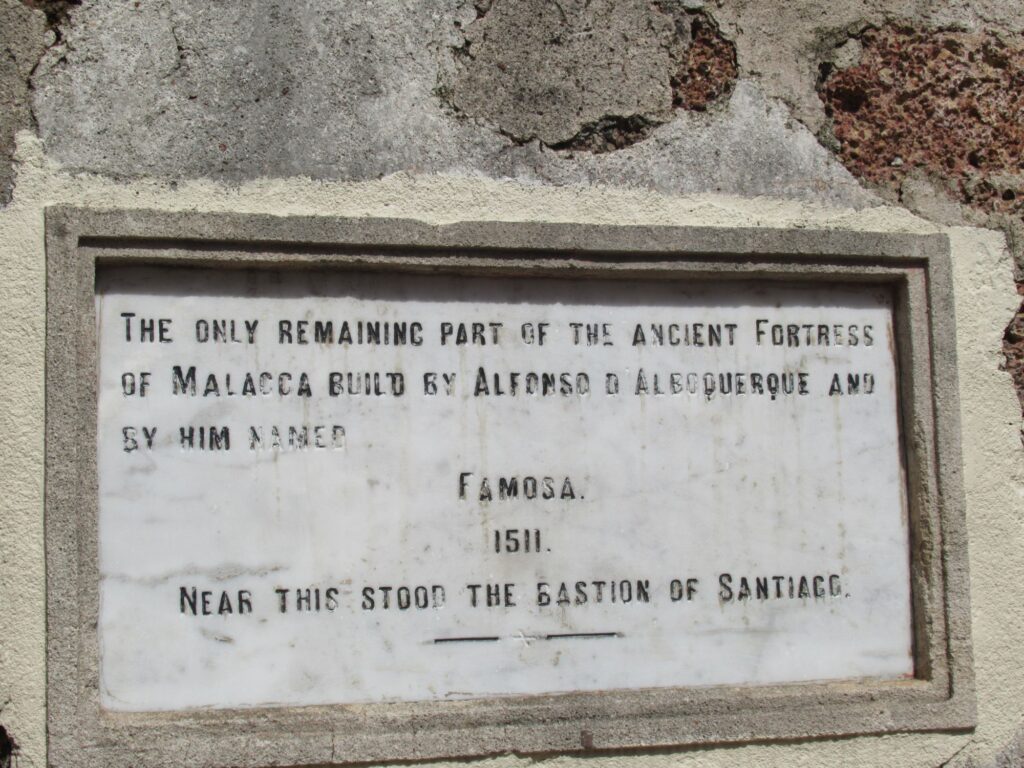 THE ONLY REMAINING PART OF THE ANCIENT FORTRESS
OF MALACCA BUILD BY ALFONSO D ALBOQUERQUE AND
BY HIM NAMED
FAMOSA.
1511.
NEAR THIS STOOD THE BASTION OF SANTIAGO.